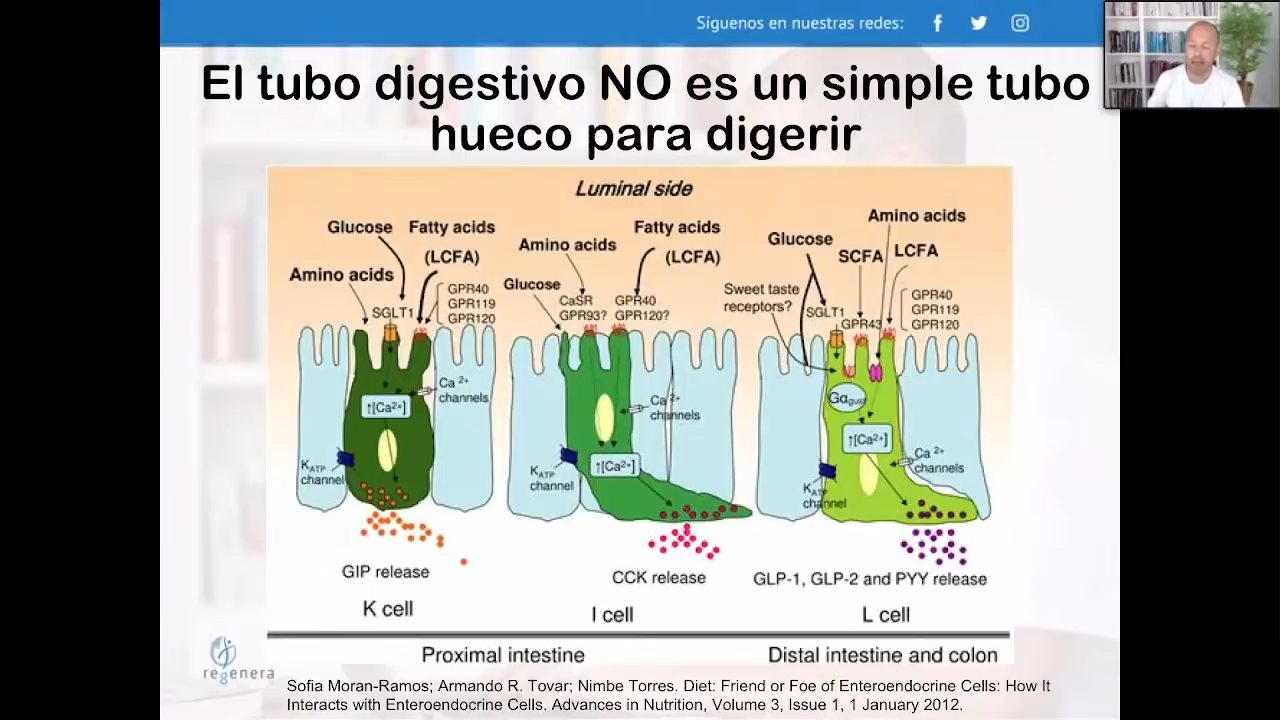 Síguenos en nuestras redes:
El tubo digestivo NO es un simple tubo
hueco para digerir
Luminal side
Glucose
Fatty acids
(LCFA)
Amino acids
SGLT1
GPR40
GPR119
GPR120
Ca 2+
channels
↑[Ca2+]
KATP
channel
GIP release
K cell
Amino acids
Fatty acids
(LCFA)
Glucose
CaSR
GPR93?
GPR40
GPR120?
Ca 2+
channels
KATP
channel
↑[Ca2+]
CCK release
I cell
Amino acids
Glucose
SCFA
LCFA
Sweet taste
receptors?
SGLT1
GPR43
GPR40
GPR119
GPR120
Gαgust
↑[Ca2+]
Ca 2+
channels
KATP
channel
GLP-1, GLP-2 and PYY release
L cell
Proximal intestine
Distal intestine and colon
regenera
Sofia Moran-Ramos; Armando R. Tovar; Nimbe Torres. Diet: Friend or Foe of Enteroendocrine Cells: How It
Interacts with Enteroendocrine Cells. Advances in Nutrition, Volume 3, Issue 1, 1 January 2012.